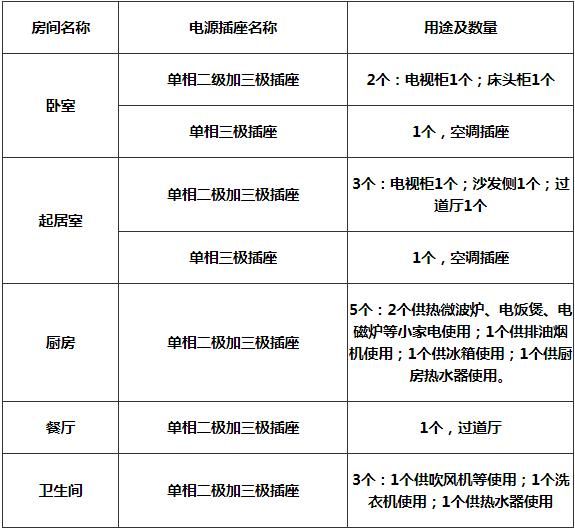 房间名称
电源插座名称
用途及数量
卧室
单相二级加三极插座
2个：电视柜1个；床头柜1个
单相三极插座
1个，空调插座
起居室
单相二极加三极插座
3个：电视柜1个；沙发侧1个；过
道厅1个
单相三极插座
1个，空调插座
厨房
单相二极加三极插座
5个：2个供热微波炉、电饭煲、电
磁炉等小家电使用；1个供排油烟
机使用；1个供冰箱使用；1个供厨
房热水器使用。
餐厅
单相二极加三极插座
1个，过道厅
卫生间
单相二极加三极插座
3个：1个供吹风机等使用；1个洗
衣机使用；1个供热水器使用